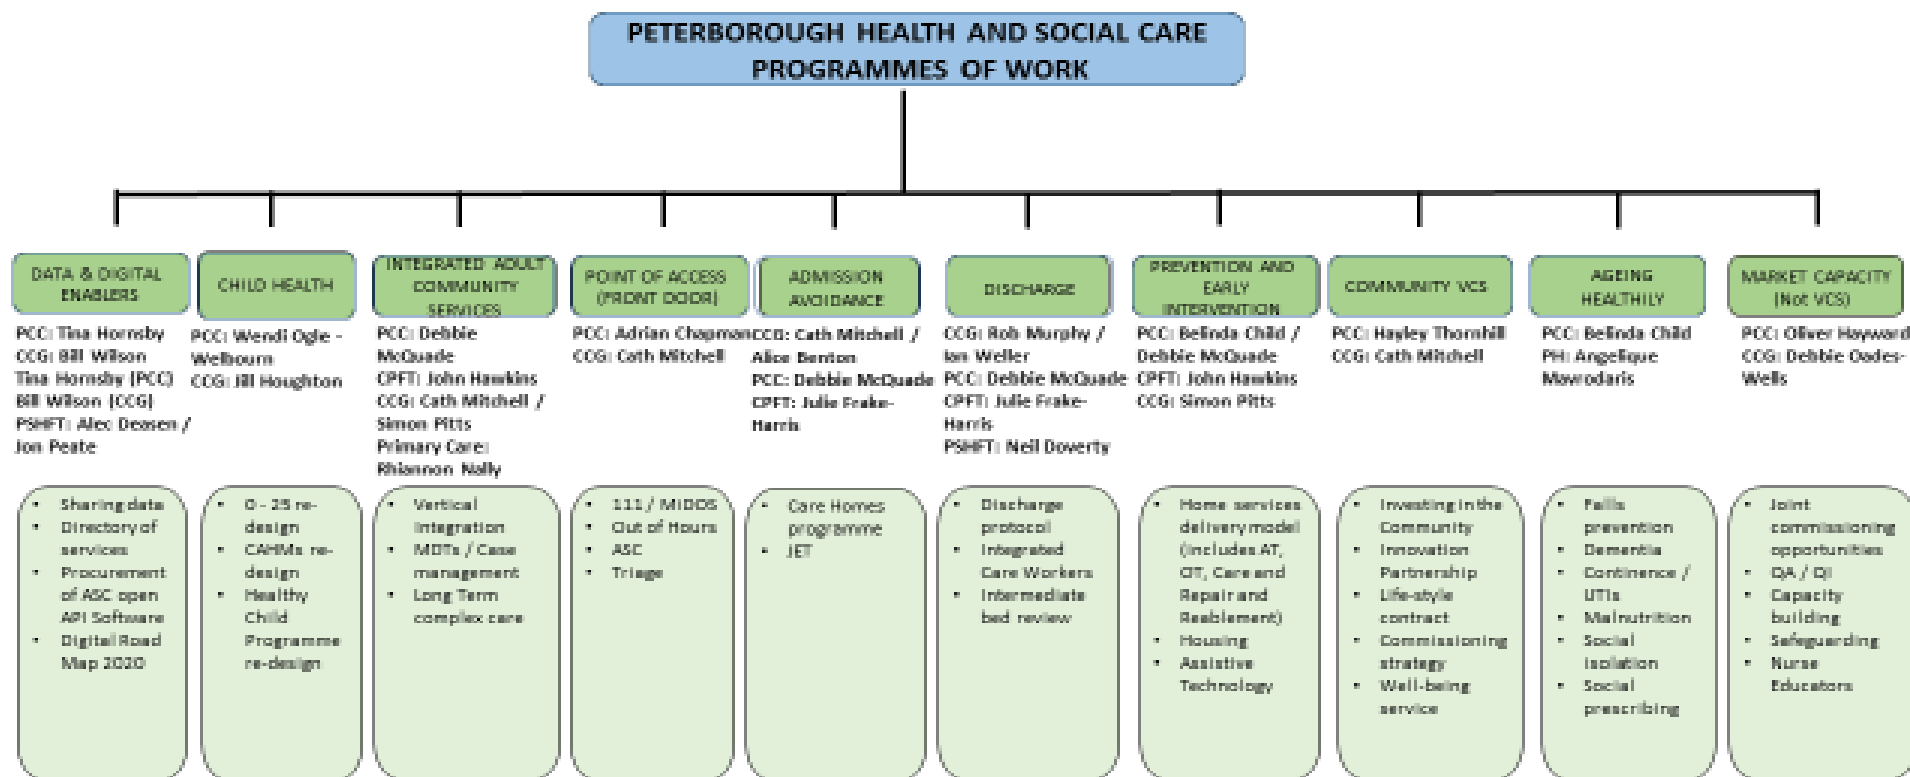 PETERBOROUGH HEALTH AND SOCIAL CARE
PROGRAMMES OF WORK
DATA & DIGITAL
ENABLERS
PCC: Tina Hornsby
CCG: Bill Wilson
Tina Hornsby (PCC)
Bill Wilson (CCG)
PSHFT: Alec Deasen /
Jon Peate
• Sharing data
• Directory of
services
• Procurement
of ASC open
API Software
• Digital Road
Map 2020
CHILD HEALTH
PCC: Wendi Ogle -
Welbourn
CCG: Jill Houghton
• 0 - 25 re-
design
• CAHMs re-
design
• Healthy
Child
Programme
re-design
INTEGRATED ADULT
COMMUNITY
SERVICES
PCC: Debbie
McQuade
CPFT: John Hawkins
CCG: Cath Mitchell /
Simon Pitts
Primary Care:
Rhiannon Nally
• Vertical
Integration
• MDTs / Case
management
• Long Term
complex care
POINT OF ACCESS
(FRONT DOOR)
PCC: Adrian Chapman
CCG: Cath Mitchell
• 111 / MiDOS
• Out of Hours
• ASC
• Triage
ADMISSION
AVOIDANCE
CCG: Cath Mitchell /
Alice Benton
PCC: Debbie McQuade
CPFT: Julie Frake-
Harris
• Care Homes
programme
• JET
DISCHARGE
CCG: Rob Murphy /
Ian Weller
PCC: Debbie McQuade
CPFT: Julie Frake-
Harris
PSHFT: Neil Doverty
• Discharge
protocol
• Integrated
Care Workers
• Intermediate
bed review
PREVENTION AND
EARLY
INTERVENTION
PCC: Belinda Child /
Debbie McQuade
CPFT: John Hawkins
CCG: Simon Pitts
• Home services
delivery model
(includes AT,
OT, Care and
Repair and
Reablement)
• Housing
• Assistive
Technology
COMMUNITY VCS
PCC: Hayley Thornhill
CCG: Cath Mitchell
• Investing in the
Community
• Innovation
Partnership
• Life-style
contract
• Commissioning
strategy
• Well-being
service
AGEING
HEALTHILY
PCC: Belinda Child
PH: Angelique
Mavrodaris
• Falls
prevention
• Dementia
• Continence /
UTIs
• Malnutrition
• Social
isolation
• Social
prescribing
MARKET CAPACITY
(Not VCS)
PCC: Oliver Hayward
CCG: Debbie Oades-
Wells
• Joint
commissioning
opportunities
• QA / QI
• Capacity
building
• Safeguarding
• Nurse
Educators